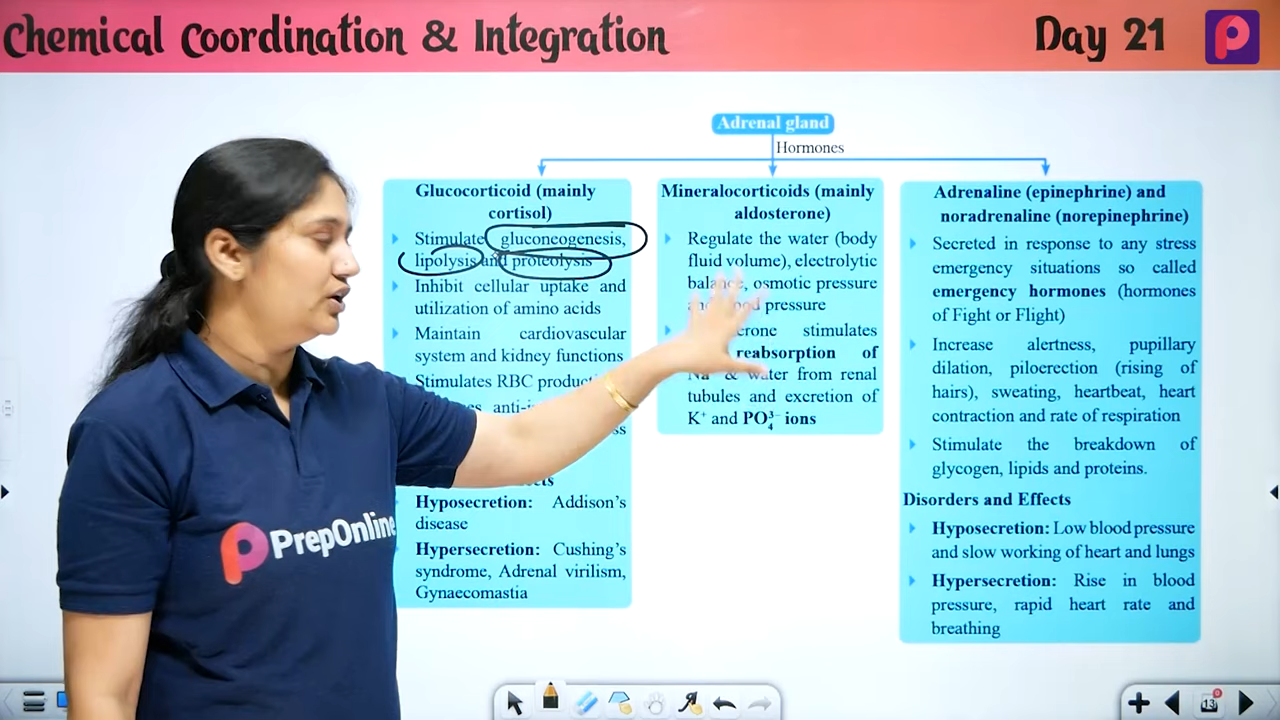 Chemical Coordination & Integration
Day 21
Adrenal gland
Hormones
Glucocorticoid (mainly
cortisol)
Stimulate gluconeogenesis,
lipolysis and proteolysis
Inhibit cellular uptake and
utilization of amino acids
Maintain cardiovascular
system and kidney functions
Stimulates RBC
Hyposecretion: Addison's
disease
Hypersecretion: Cushing's
syndrome, Adrenal virilism,
Gynaecomastia
Mineralocorticoids (mainly
aldosterone)
Regulate the water (body
fluid volume), electrolytic
balance, osmotic pressure
and blood pressure
stimulates
reabsorption of
Na⁺ & water from renal
tubules and excretion of
K⁺ and PO₄³⁻ ions
Adrenaline (epinephrine) and
noradrenaline (norepinephrine)
Secreted in response to any stress
emergency situations so called
emergency hormones (hormones
of Fight or Flight)
Increase alertness, pupillary
dilation, piloerection (rising of
hairs), sweating, heartbeat, heart
contraction and rate of respiration
Stimulate the breakdown of
glycogen, lipids and proteins.
Disorders and Effects
Hyposecretion: Low blood pressure
and slow working of heart and lungs
Hypersecretion: Rise in blood
pressure, rapid heart rate and
breathing
PrepOnline
13